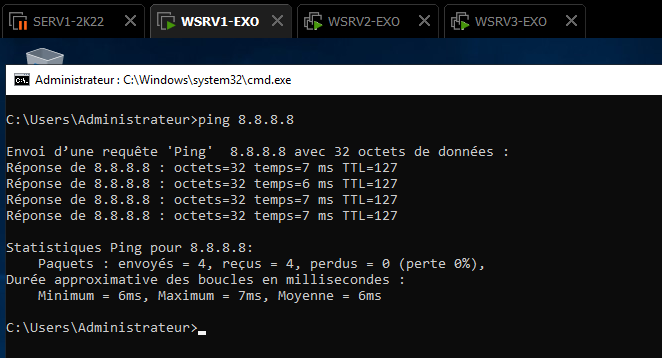 SERV1-2K22 WSRV1-EXO WSRV2-EXO WSRV3-EXO
Administrateur : C:\Windows\system32\cmd.exe
C:\Users\Administrateur>ping 8.8.8.8
Envoi d’une requête 'Ping'  8.8.8.8 avec 32 octets de données :
Réponse de 8.8.8.8 : octets=32 temps=7 ms TTL=127
Réponse de 8.8.8.8 : octets=32 temps=6 ms TTL=127
Réponse de 8.8.8.8 : octets=32 temps=7 ms TTL=127
Réponse de 8.8.8.8 : octets=32 temps=7 ms TTL=127
Statistiques Ping pour 8.8.8.8:
    Paquets : envoyés = 4, reçus = 4, perdus = 0 (perte 0%),
Durée approximative des boucles en millisecondes :
    Minimum = 6ms, Maximum = 7ms, Moyenne = 6ms
C:\Users\Administrateur>